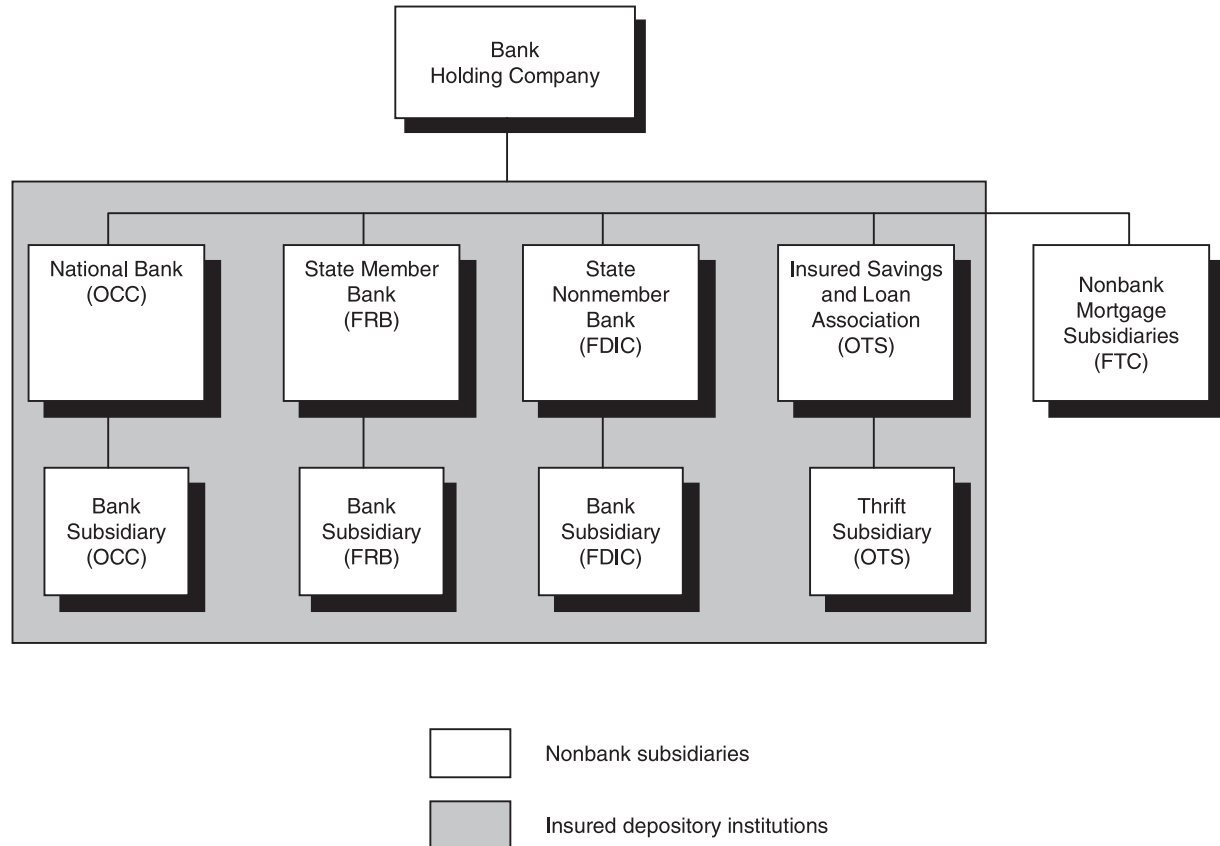 Bank
Holding Company
National Bank
(OCC)
State Member
Bank
(FRB)
State
Nonmember
Bank
(FDIC)
Insured Savings
and Loan
Association
(OTS)
Nonbank
Mortgage
Subsidiaries
(FTC)
Bank
Subsidiary
(OCC)
Bank
Subsidiary
(FRB)
Bank
Subsidiary
(FDIC)
Thrift
Subsidiary
(OTS)
Nonbank subsidiaries
Insured depository institutions